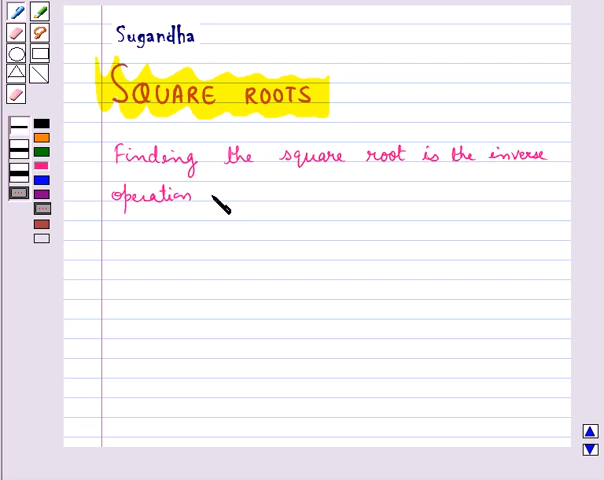 Sugandha
SQUARE ROOTS
Finding the square root is the inverse
operation